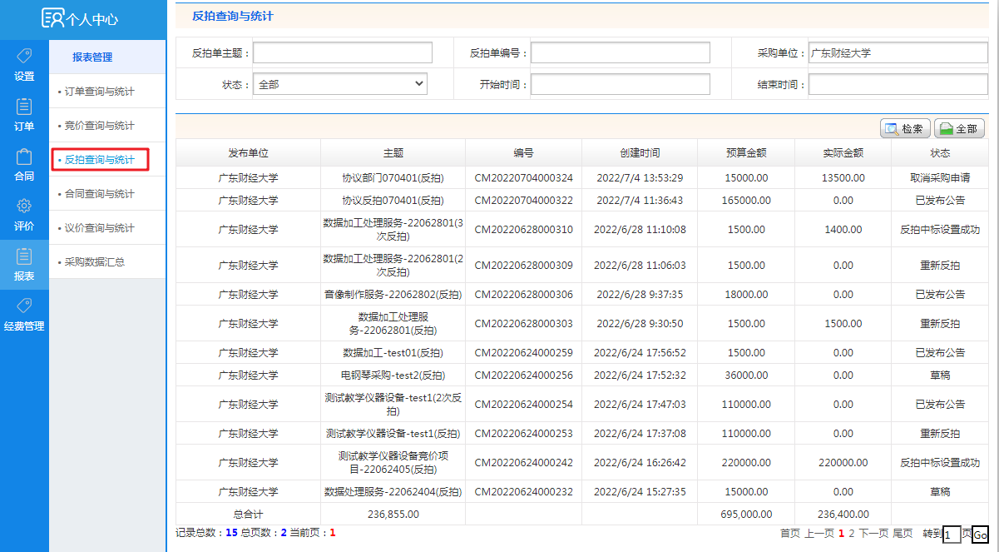 个人中心
设置
订单
合同
评价
报表
经费管理
报表管理
• 订单查询与统计
• 竞价查询与统计
• 反拍查询与统计
• 合同查询与统计
• 议价查询与统计
• 采购数据汇总
反拍查询与统计
反拍单主题： 反拍单编号： 采购单位： 广东财经大学
状态： 全部 开始时间： 结束时间：
检索 全部
发布单位 主题 编号 创建时间 预算金额 实际金额 状态
广东财经大学 协议部门070401(反拍) CM20220704000324 2022/7/4 13:53:29 15000.00 13500.00 取消采购申请
广东财经大学 协议反拍070401(反拍) CM20220704000322 2022/7/4 11:36:43 165000.00 0.00 已发布公告
数据加工处理服务-22062801(3
广东财经大学 CM20220628000310 2022/6/28 11:10:08 1500.00 1400.00 反拍中标设置成功
次反拍)
数据加工处理服务-22062801(2
广东财经大学 CM20220628000309 2022/6/28 11:06:03 1500.00 0.00 重新反拍
次反拍)
广东财经大学 音像制作服务-22062802(反拍) CM20220628000306 2022/6/28 9:37:35 18000.00 0.00 已发布公告
数据加工处理服
广东财经大学 CM20220628000303 2022/6/28 9:30:50 1500.00 1500.00 重新反拍
务-22062801(反拍)
广东财经大学 数据加工-test01(反拍) CM20220624000259 2022/6/24 17:56:52 1500.00 0.00 已发布公告
广东财经大学 电钢琴采购-test2(反拍) CM20220624000256 2022/6/24 17:52:32 36000.00 0.00 草稿
测试教学仪器设备-test1(2次反
广东财经大学 CM20220624000254 2022/6/24 17:47:03 110000.00 0.00 已发布公告
拍)
广东财经大学 测试教学仪器设备-test1(反拍) CM20220624000253 2022/6/24 17:37:08 110000.00 0.00 重新反拍
测试教学仪器设备竞价项
广东财经大学 CM20220624000242 2022/6/24 16:26:42 220000.00 220000.00 反拍中标设置成功
目-22062405(反拍)
广东财经大学 数据处理服务-22062404(反拍) CM20220624000232 2022/6/24 15:27:35 15000.00 0.00 草稿
总合计 236,855.00 695,000.00 236,400.00
记录总数：15 总页数：2 当前页：1 首页 上一页 1 2 下一页 尾页 转到 1 页 Go